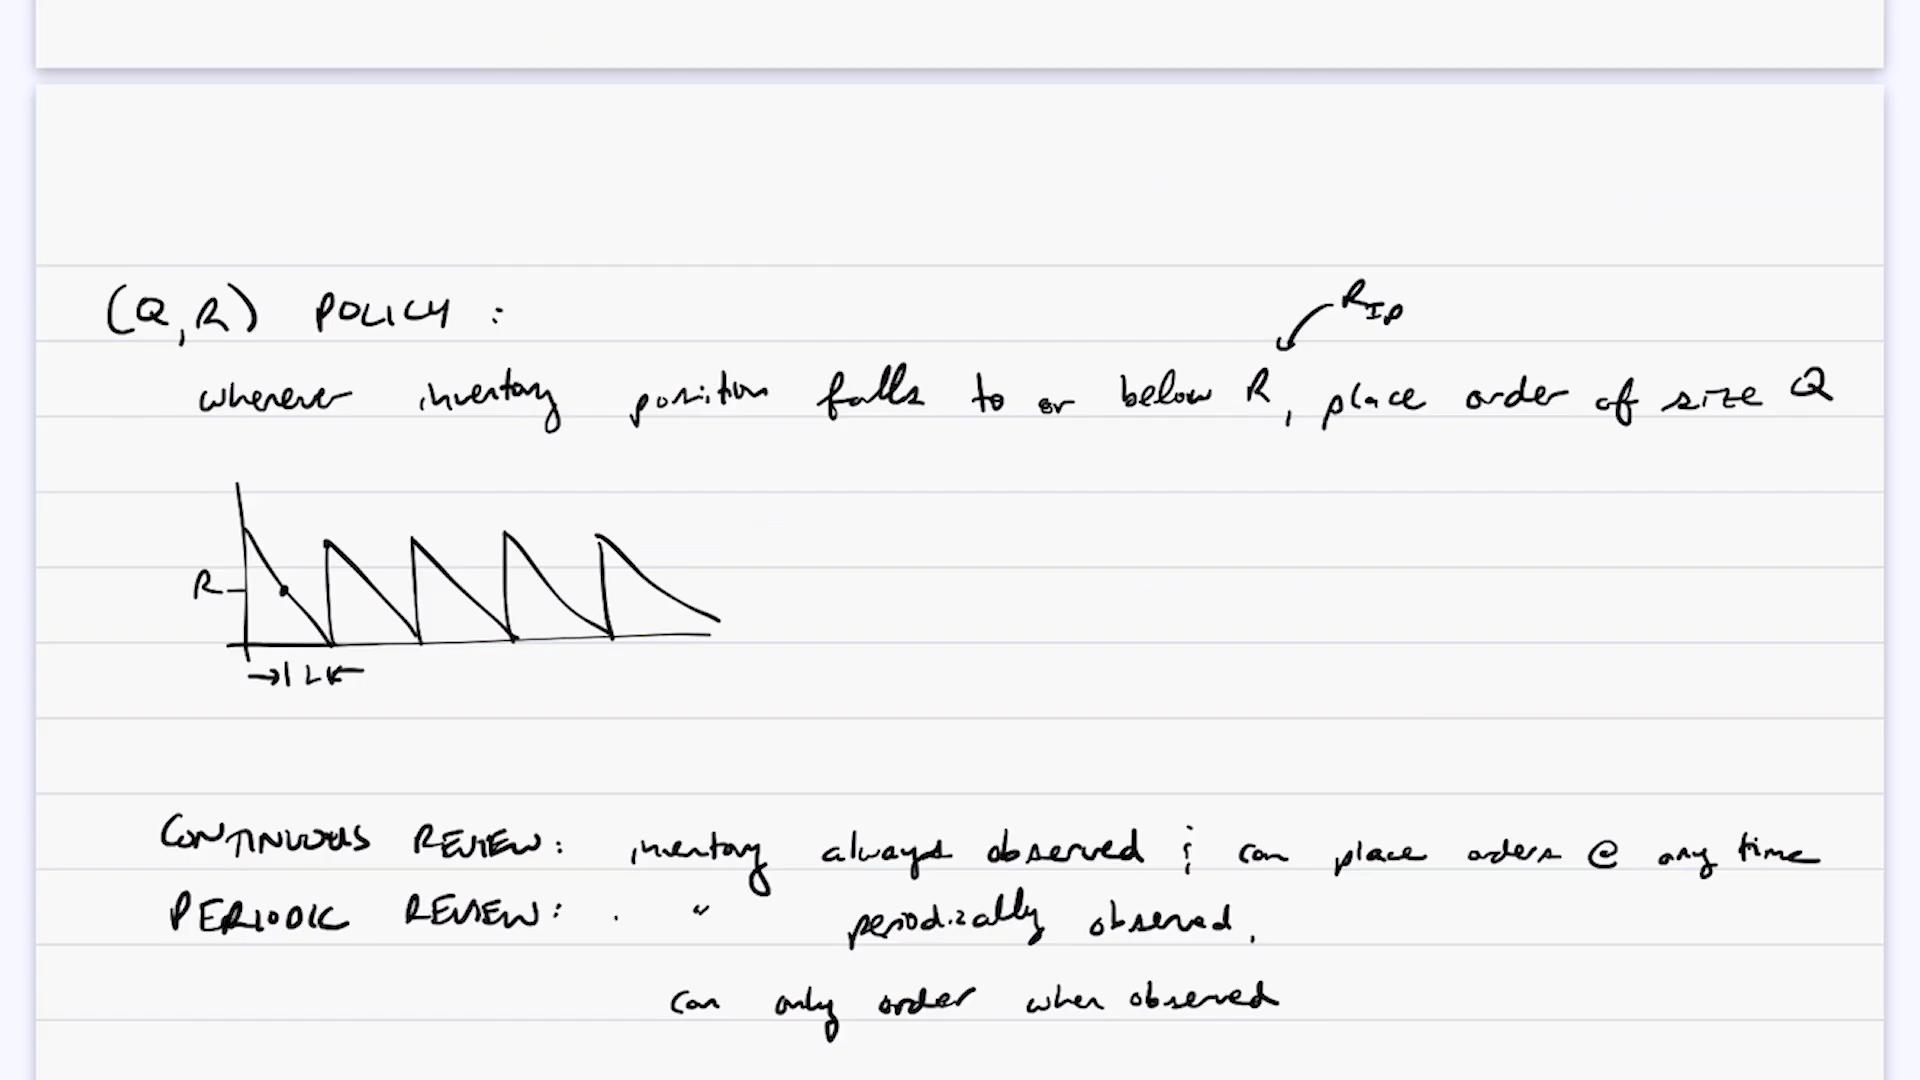 (Q,R) POLICY :
R_IP
whenever inventory position falls to or below R, place order of size Q
R
L
CONTINUOUS REVIEW: inventory always observed ; can place orders @ any time
PERIODIC REVIEW: . " periodically observed.
can only order when observed